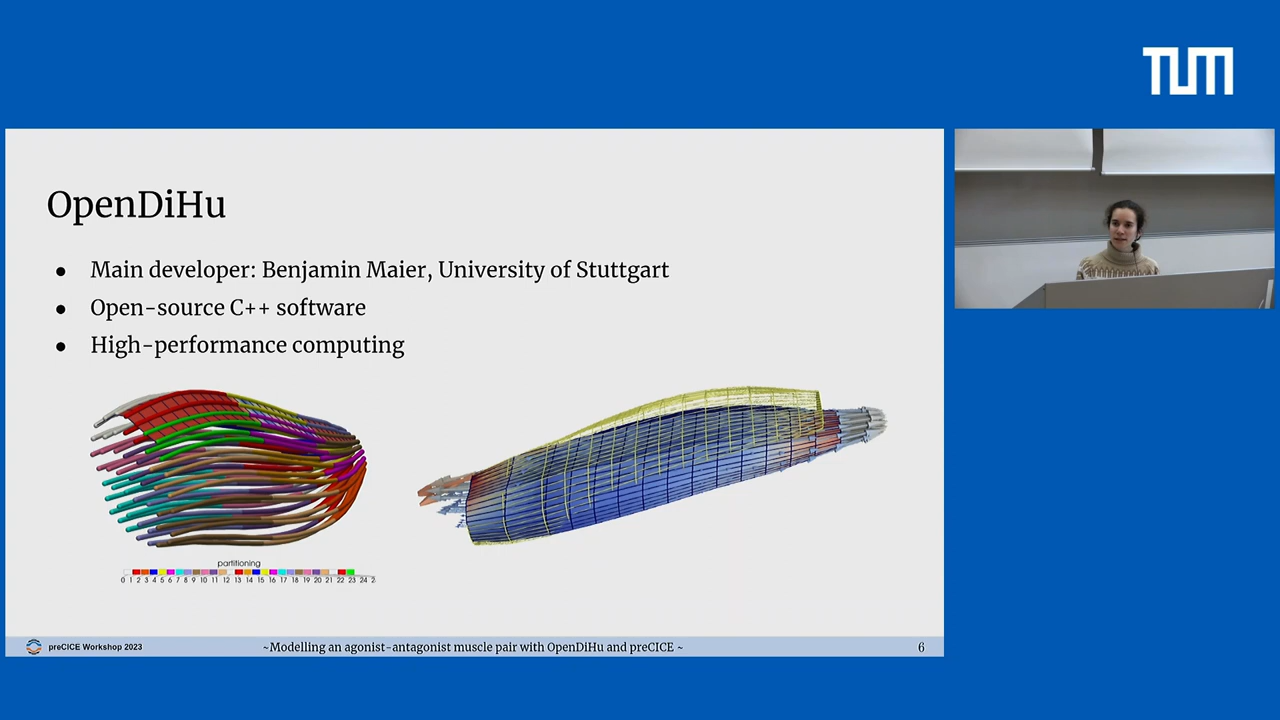 TUM
OpenDiHu
● Main developer: Benjamin Maier, University of Stuttgart
● Open-source C++ software
● High-performance computing
partitioning
0 1 2 3 4 5 6 7 8 9 10 11 12 13 14 15 16 17 18 19 20 21 22 23 24 2
preCICE Workshop 2023
~Modelling an agonist-antagonist muscle pair with OpenDiHu and preCICE ~
6